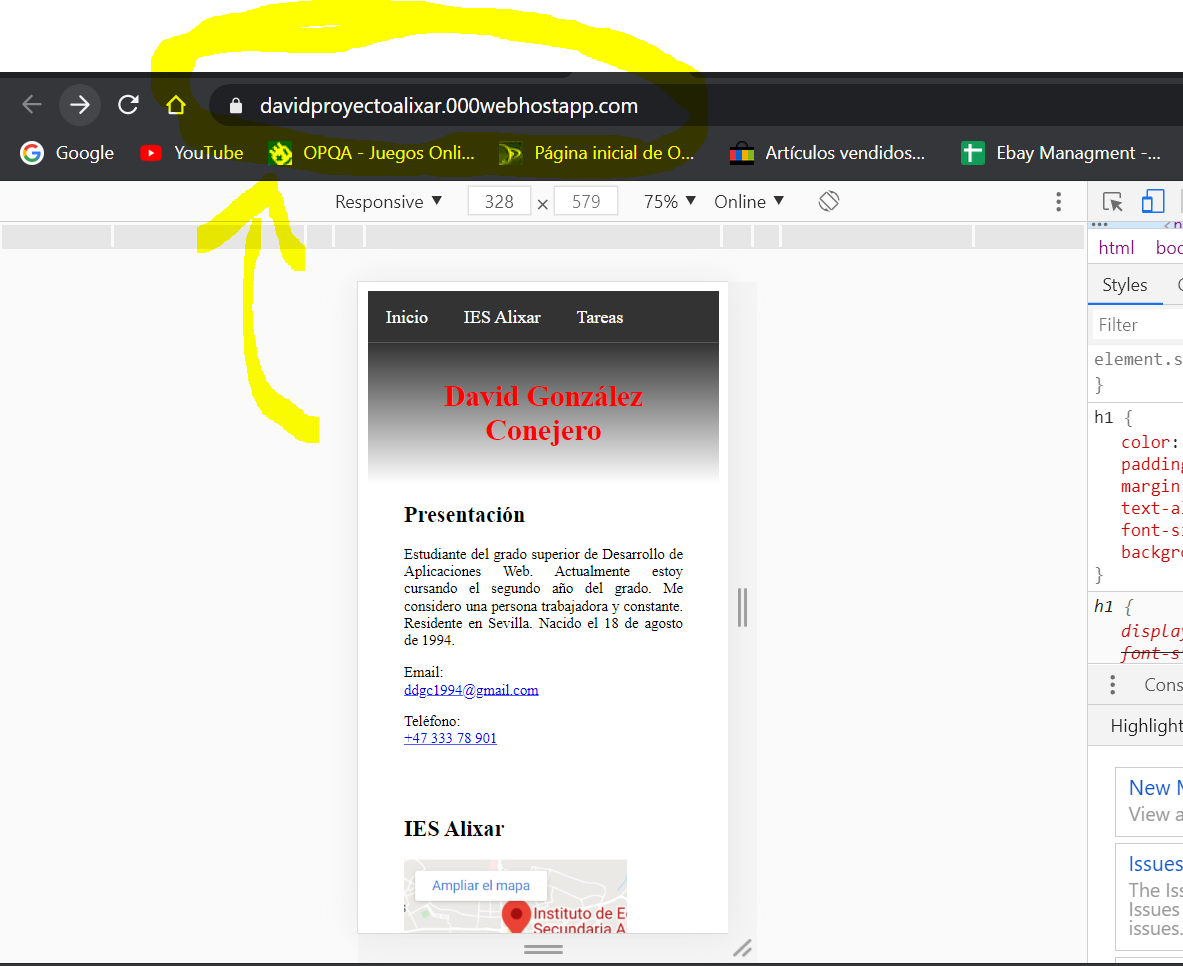 davidproyectoalixar.000webhostapp.com
Google YouTube OPQA - Juegos Onli... Página inicial de O... Artículos vendidos... Ebay Managment -...
Responsive 328 × 579 75% Online
html
Styles
Filter
element.s
}
h1 {
color:
padding
margin
text-al
font-si
backgro
}
h1 {
display
font-s
Cons
Highlight
New M
View a
Issues
The Iss
Issues
issues.
Inicio IES Alixar Tareas
David González
Conejero
Presentación
Estudiante del grado superior de Desarrollo de
Aplicaciones Web. Actualmente estoy
cursando el segundo año del grado. Me
considero una persona trabajadora y constante.
Residente en Sevilla. Nacido el 18 de agosto
de 1994.
Email:
ddgc1994@gmail.com
Teléfono:
+47 333 78 901
IES Alixar
Ampliar el mapa
Instituto de E
Secundaria A